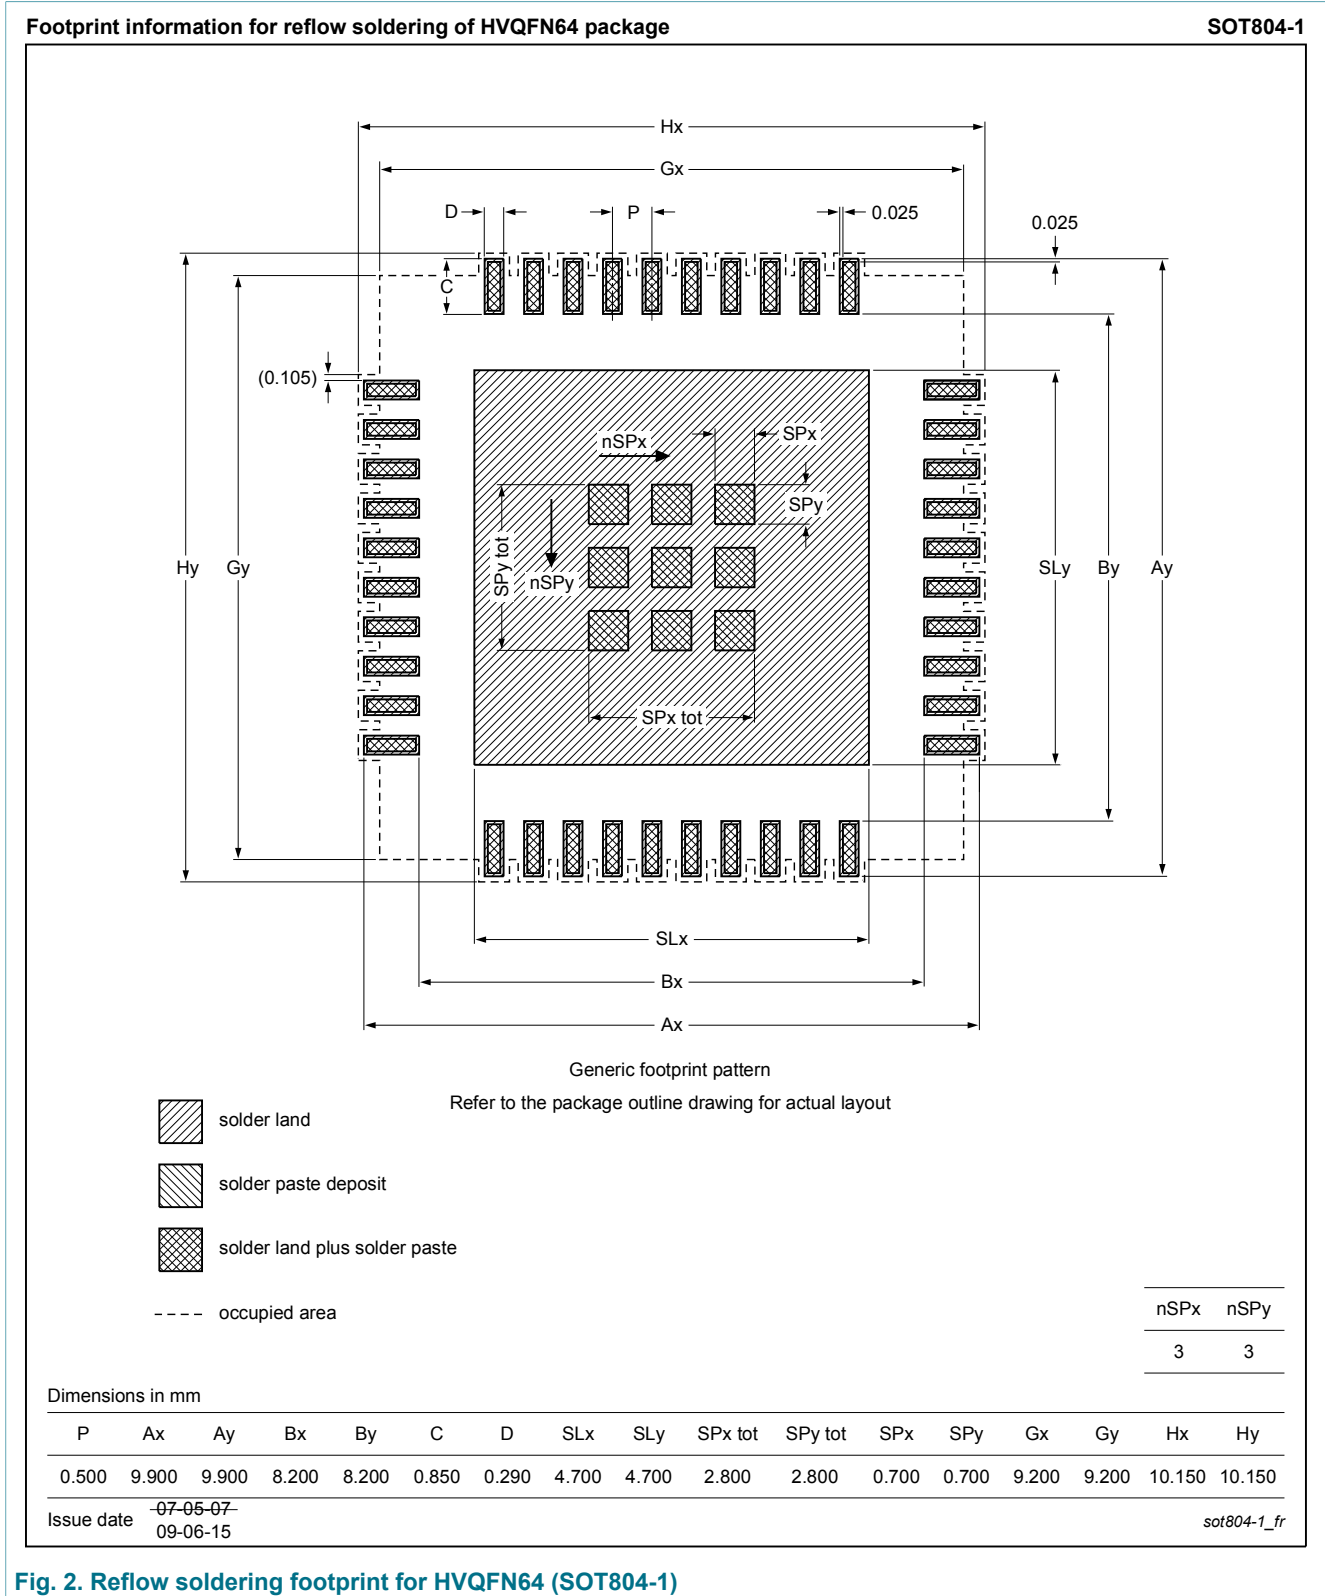 Footprint information for reflow soldering of HVQFN64 package SOT804-1
Hx
Gx
D P 0.025
0.025
C
(0.105)
nSPx SPx
SPy
SPy tot
nSPy
Hy Gy SLy By Ay
SPx tot
SLx
Bx
Ax
Generic footprint pattern
Refer to the package outline drawing for actual layout
solder land
solder paste deposit
solder land plus solder paste
occupied area
nSPx nSPy
3 3
Dimensions in mm
P Ax Ay Bx By C D SLx SLy SPx tot SPy tot SPx SPy Gx Gy Hx Hy
0.500 9.900 9.900 8.200 8.200 0.850 0.290 4.700 4.700 2.800 2.800 0.700 0.700 9.200 9.200 10.150 10.150
Issue date 07-05-07
09-06-15
sot804-1_fr
Fig. 2. Reflow soldering footprint for HVQFN64 (SOT804-1)